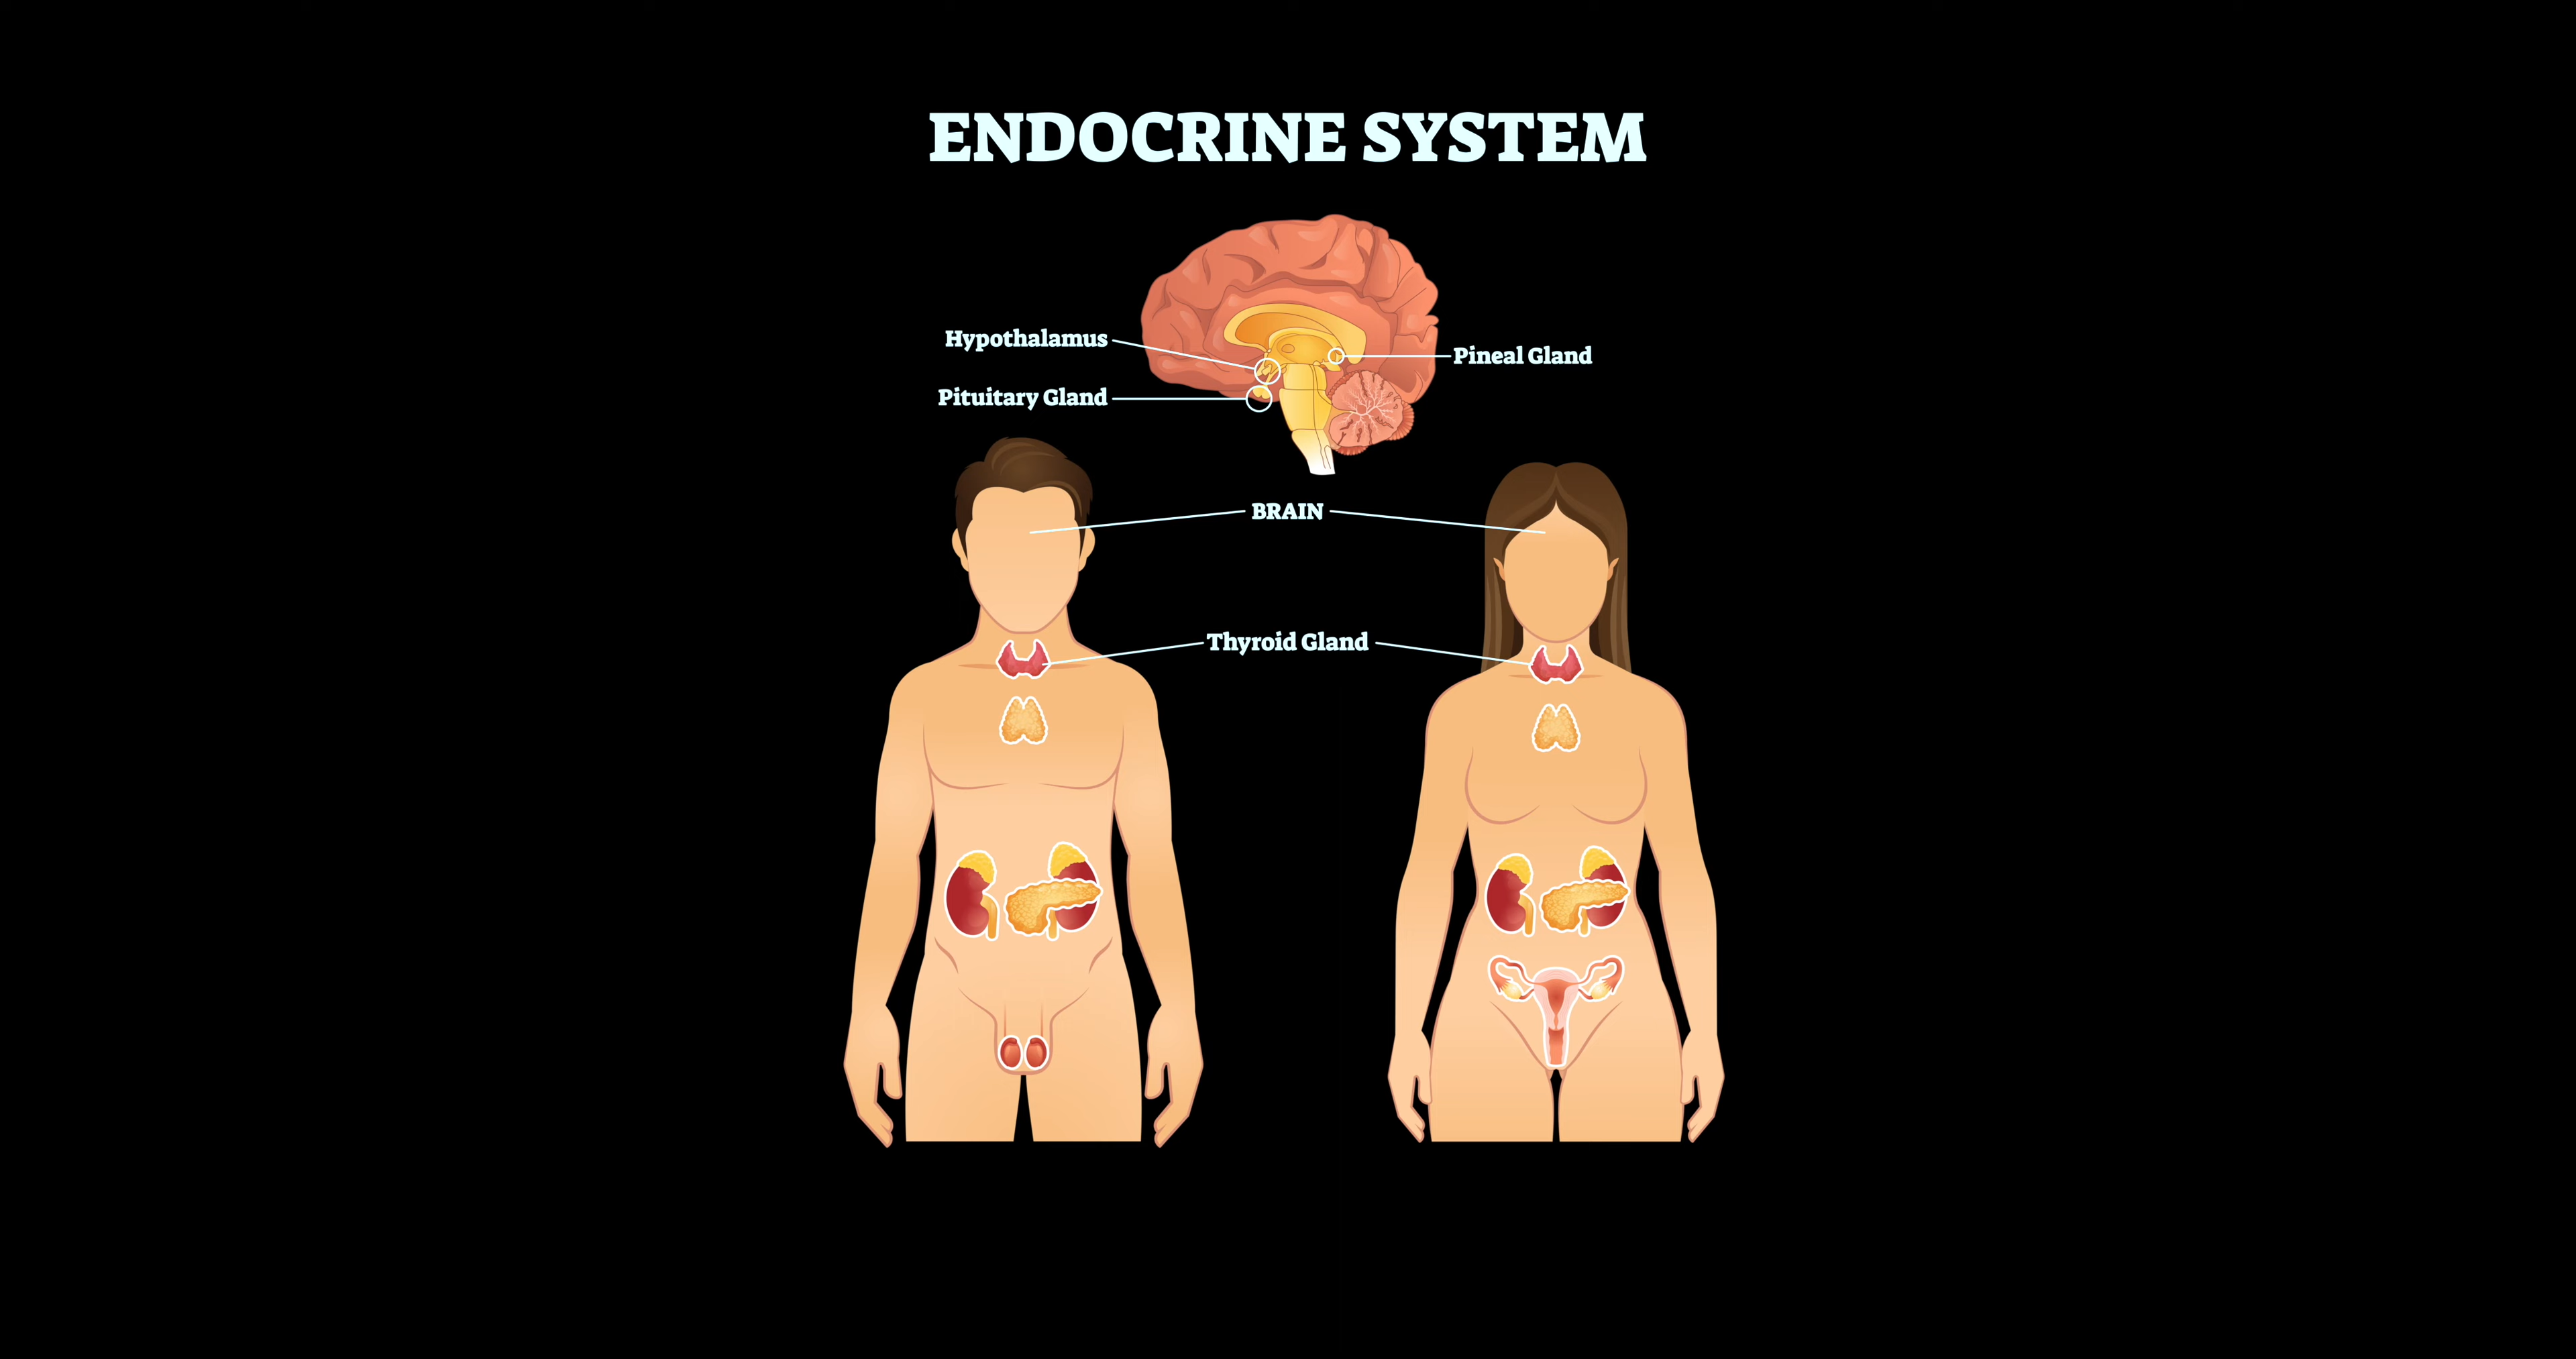 ENDOCRINE SYSTEM
Hypothalamus
Pineal Gland
Pituitary Gland
BRAIN
Thyroid Gland